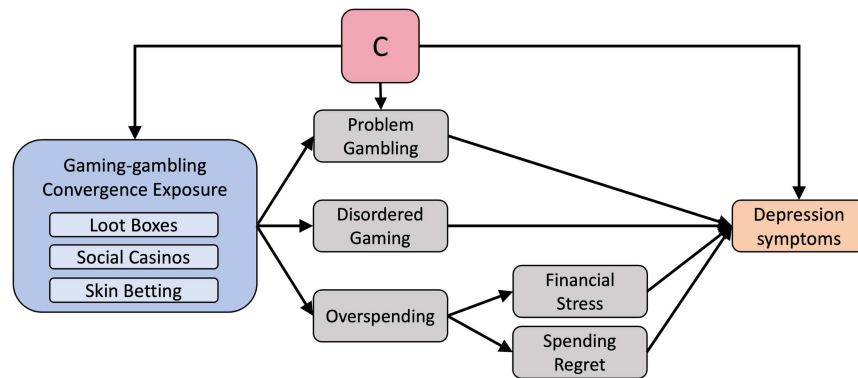 C
Gaming-gambling
Convergence Exposure
Loot Boxes
Social Casinos
Skin Betting
Problem
Gambling
Disordered
Gaming
Overspending
Financial
Stress
Spending
Regret
Depression
symptoms